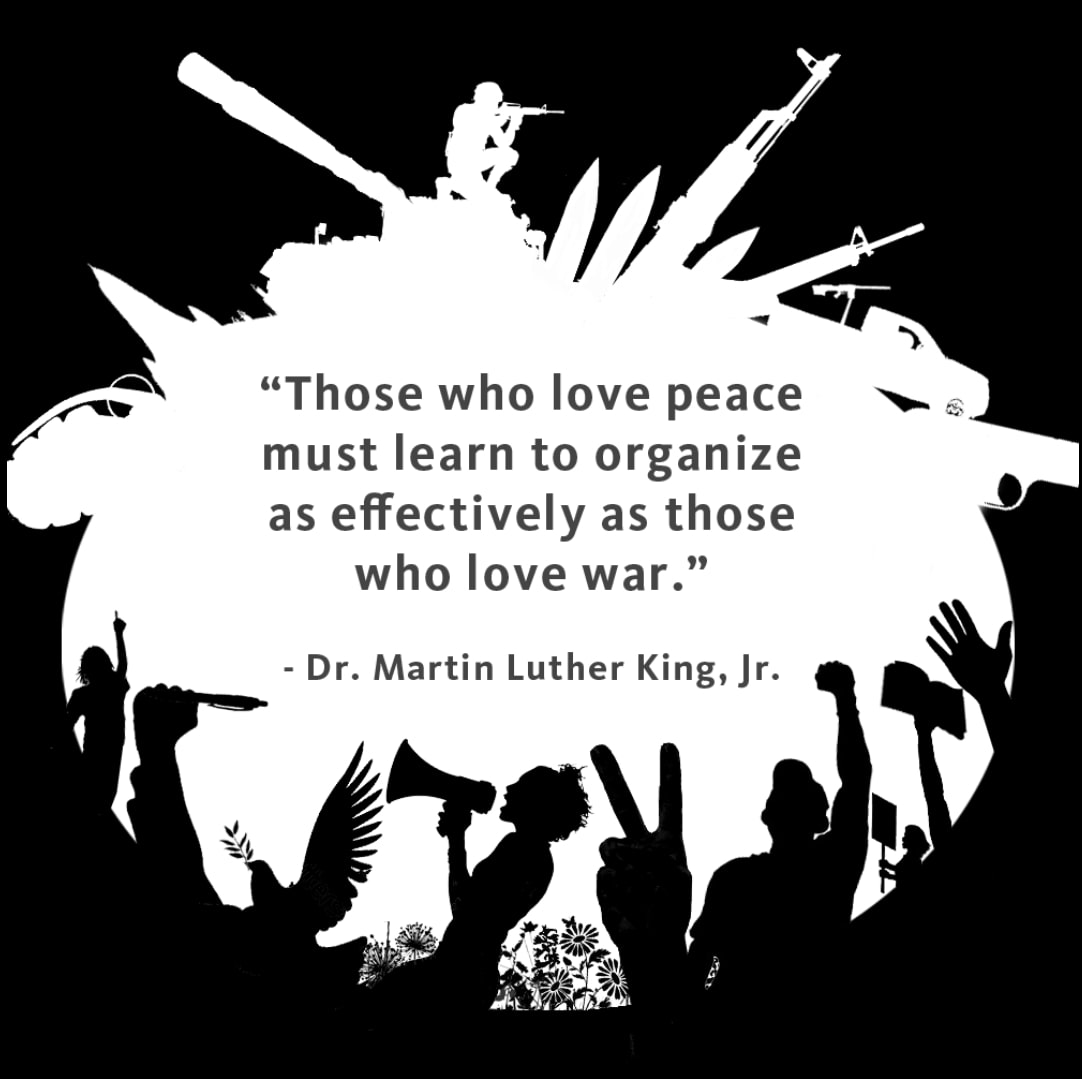 “Those who love peace
must learn to organize
as effectively as those
who love war.”
- Dr. Martin Luther King, Jr.